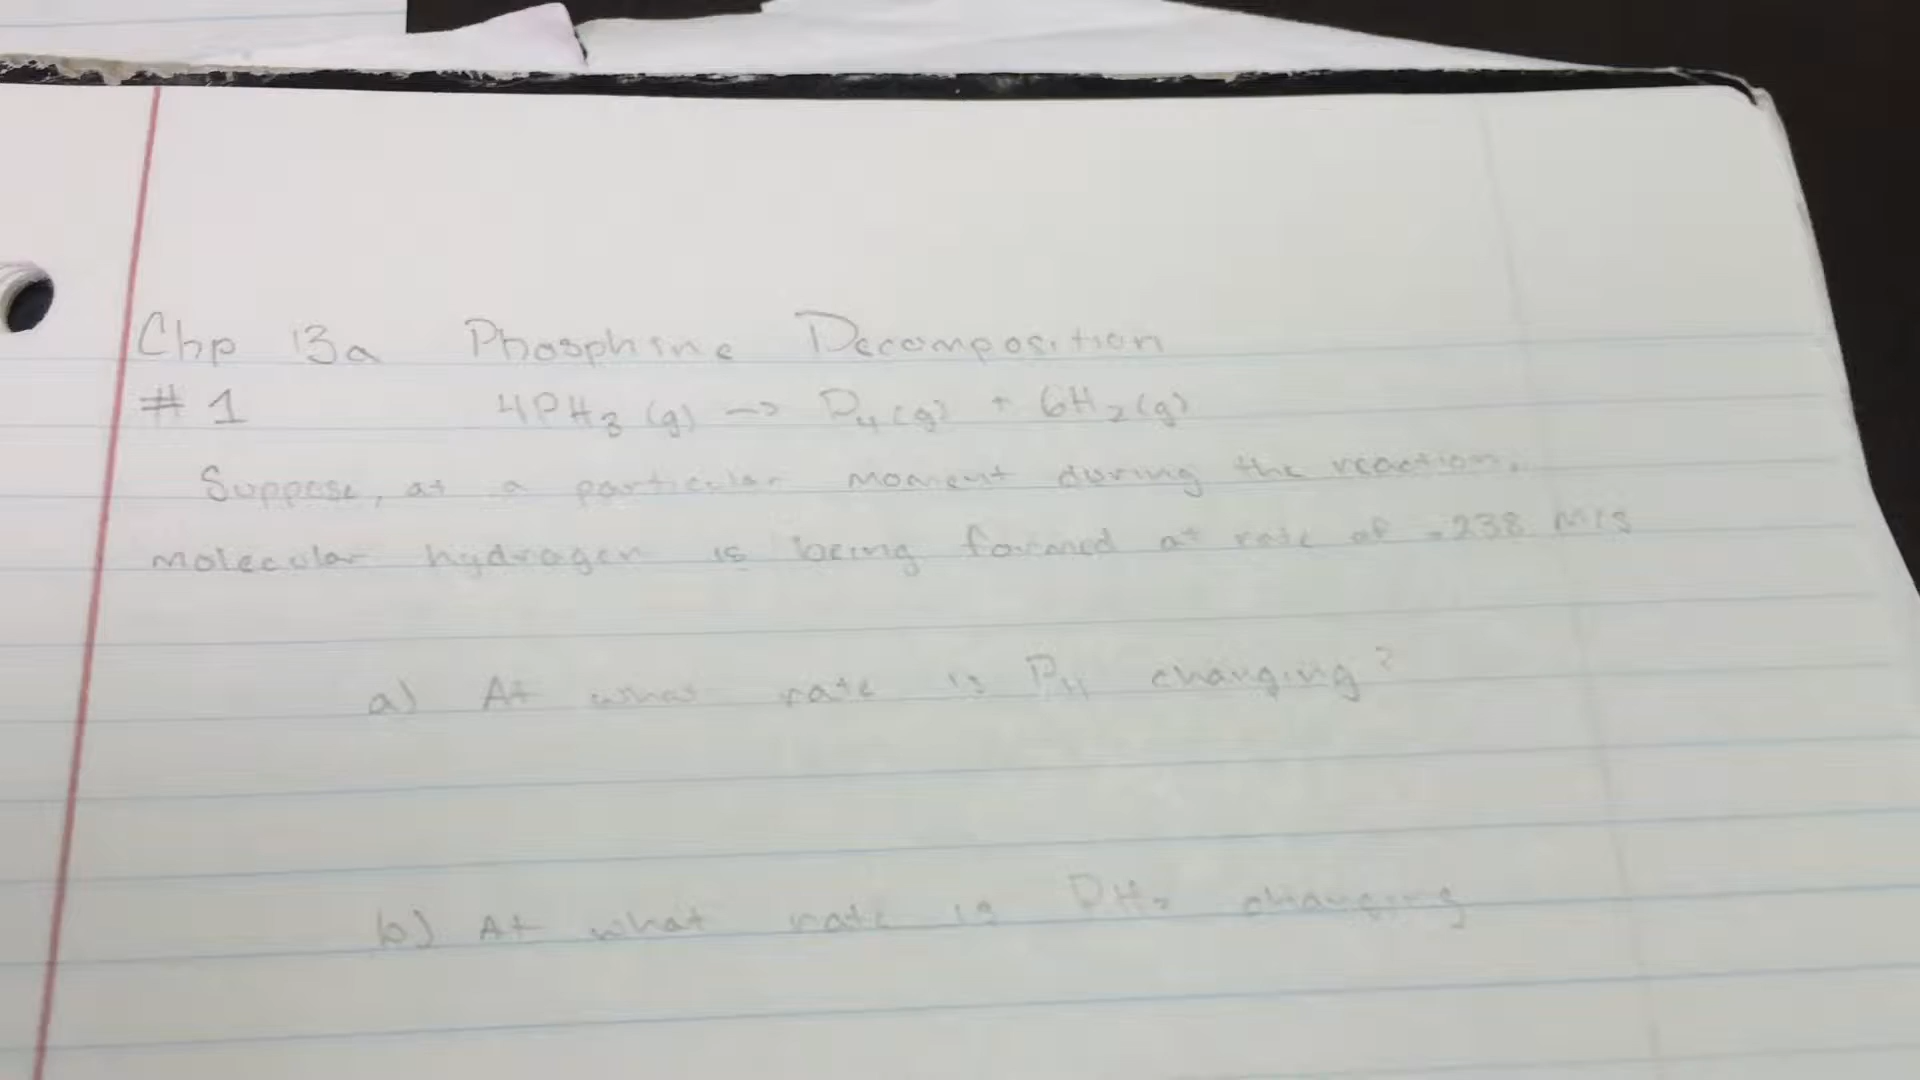 Chp 13a Phosphine Decomposition
#1 4PH₃(g) → P₄(g) + 6H₂(g)
Suppose, at a particular moment during the reaction,
molecular hydrogen is being formed at rate of .238 M/s
a) At what rate is P₄ changing?
b) At what rate is PH₃ changing